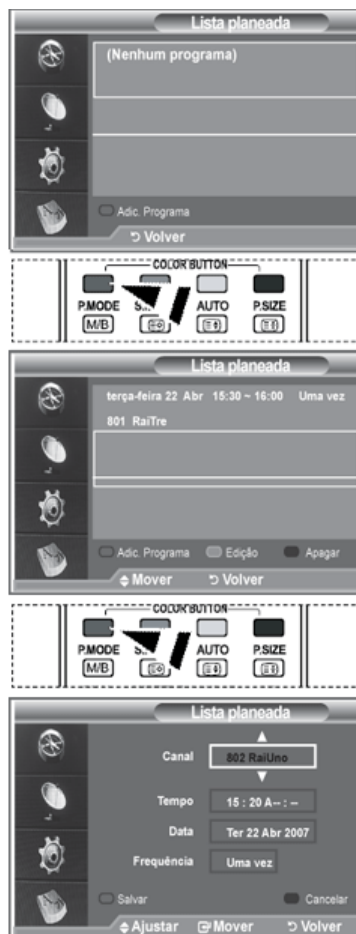 Lista planeada
(Nenhum programa)
Adic. Programa
Volver
COLOR BUTTON
P.MODE S. AUTO P.SIZE
M/B
Lista planeada
terça-feira 22 Abr 15:30 ~ 16:00 Uma vez
801 RaiTre
Adic. Programa Edição Apagar
Mover Volver
COLOUR BUTTON
P.MODE S. AUTO P.SIZE
M/B
Lista planeada
Canal 802 RaiUno
Tempo 15 : 20 A-- : --
Data Ter 22 Abr 2007
Frequência Uma vez
Salvar Cancelar
Ajustar Mover Volver